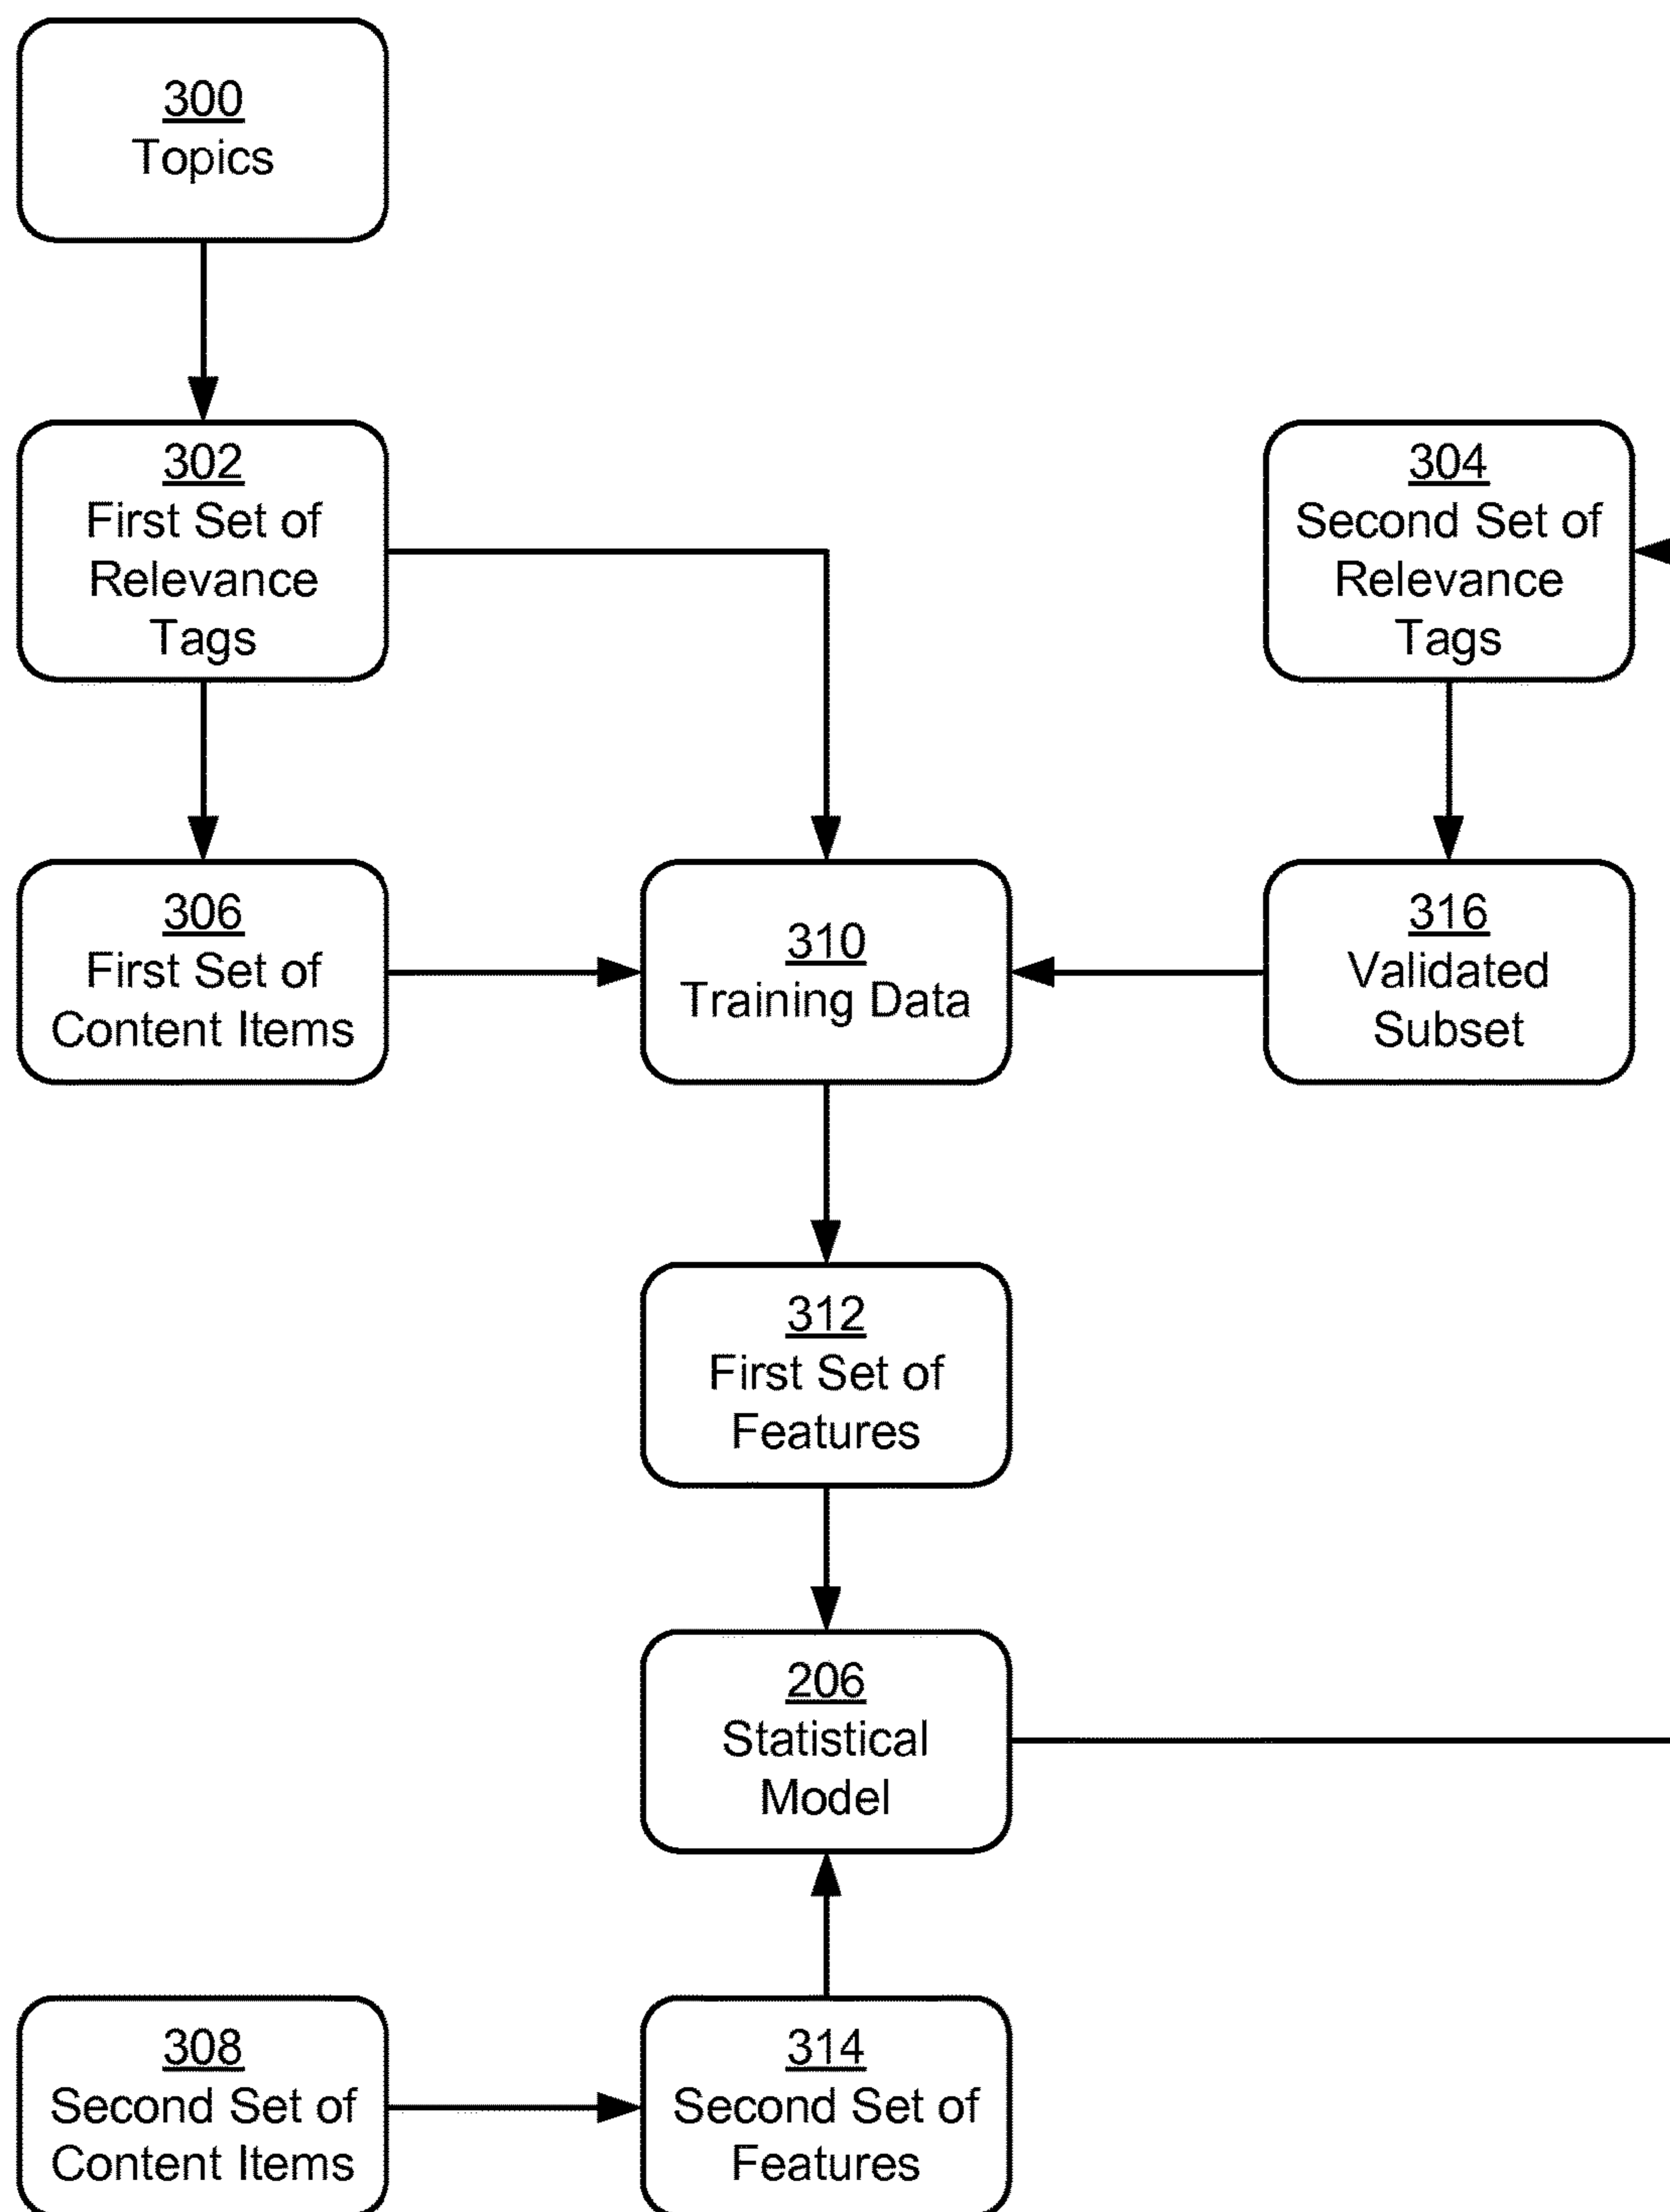 300
Topics
302
First Set of
Relevance
Tags
304
Second Set of
Relevance
Tags
306
First Set of
Content Items
310
Training Data
316
Validated
Subset
312
First Set of
Features
206
Statistical
Model
308
Second Set of
Content Items
314
Second Set of
Features